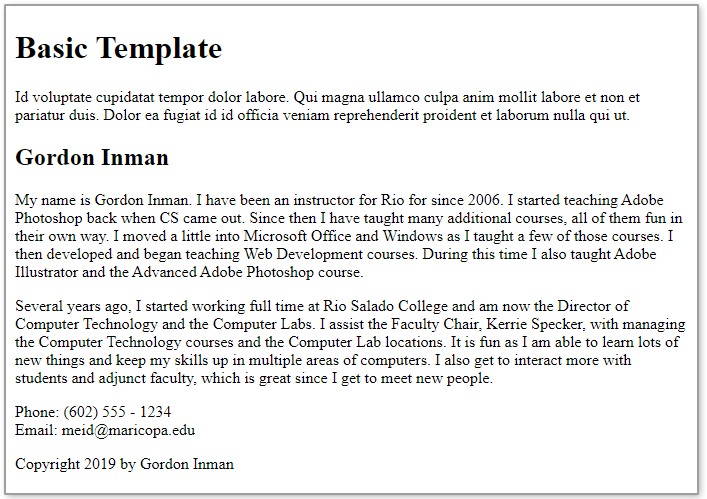 Basic Template
Id voluptate cupidatat tempor dolor labore. Qui magna ullamco culpa anim mollit labore et non et
pariatur duis. Dolor ea fugiat id id officia veniam reprehenderit proident et laborum nulla qui ut.
Gordon Inman
My name is Gordon Inman. I have been an instructor for Rio for since 2006. I started teaching Adobe
Photoshop back when CS came out. Since then I have taught many additional courses, all of them fun in
their own way. I moved a little into Microsoft Office and Windows as I taught a few of those courses. I
then developed and began teaching Web Development courses. During this time I also taught Adobe
Illustrator and the Advanced Adobe Photoshop course.
Several years ago, I started working full time at Rio Salado College and am now the Director of
Computer Technology and the Computer Labs. I assist the Faculty Chair, Kerrie Specker, with managing
the Computer Technology courses and the Computer Lab locations. It is fun as I am able to learn lots of
new things and keep my skills up in multiple areas of computers. I also get to interact more with
students and adjunct faculty, which is great since I get to meet new people.
Phone: (602) 555 - 1234
Email: meid@maricopa.edu
Copyright 2019 by Gordon Inman